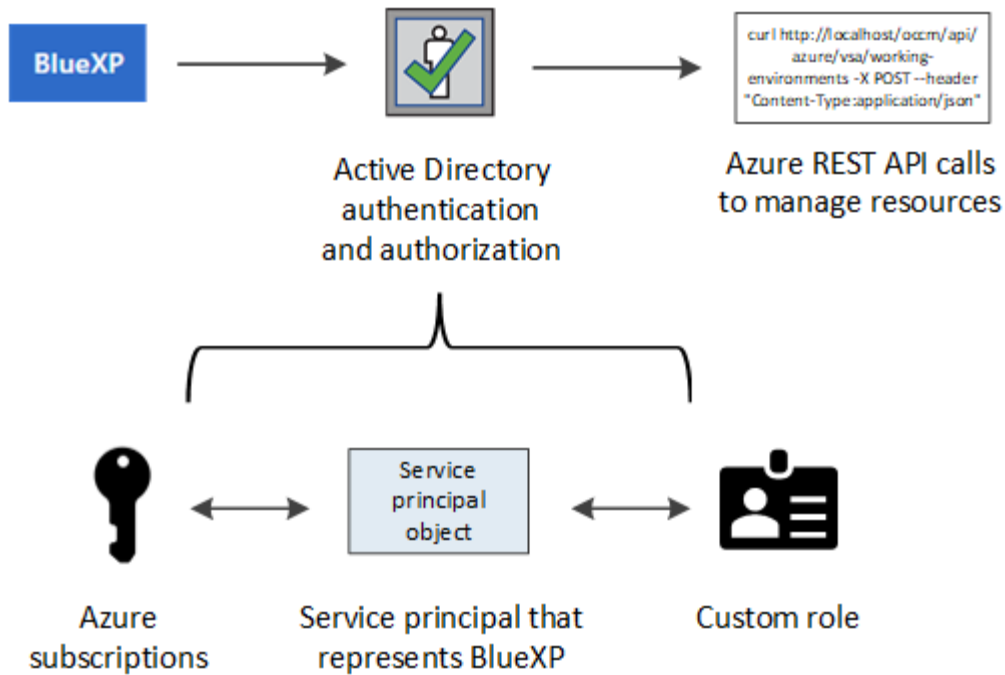 BlueXP
curl http://localhost/occm/api/
azure/vsa/working-
environments -X POST --header
"Content-Type:application/json"
Active Directory
authentication
and authorization
Azure REST API calls
to manage resources
Service
principal
object
Azure
subscriptions
Service principal that
represents BlueXP
Custom role